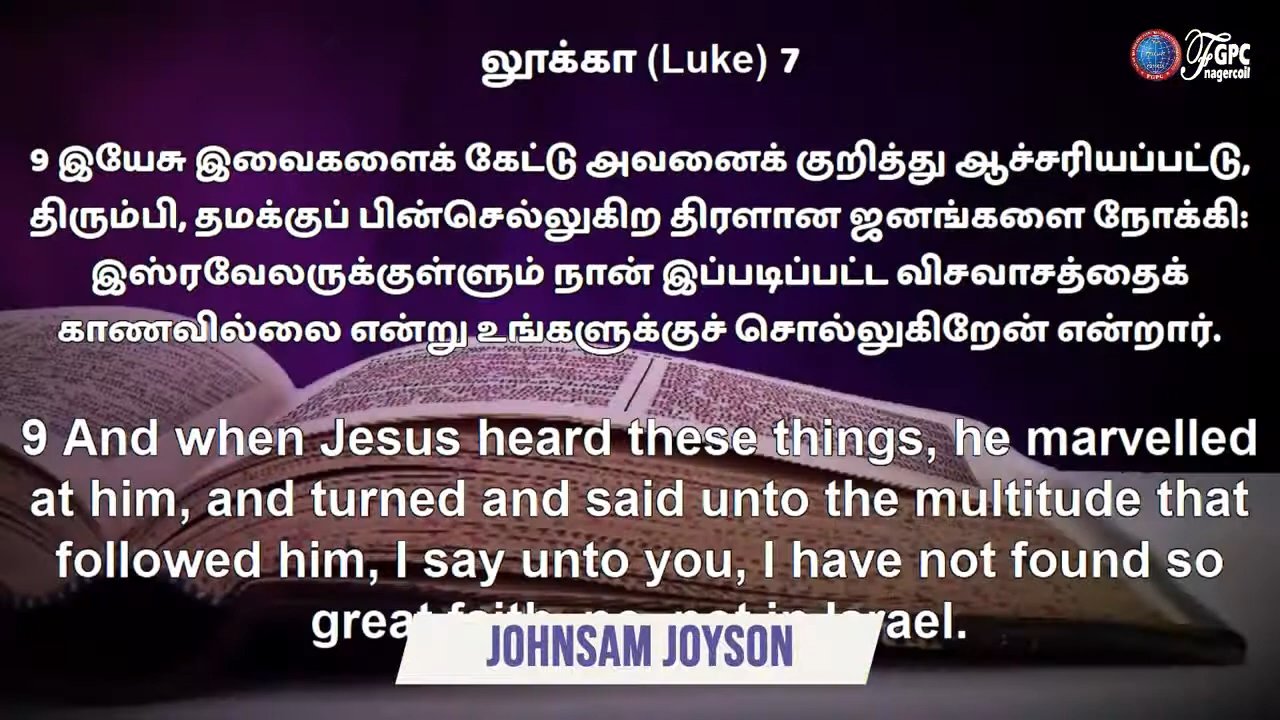 லூக்கா (Luke) 7
FGPC
nagercoil
9 இயேசு இவைகளைக் கேட்டு அவனைக் குறித்து ஆச்சரியப்பட்டு,
திரும்பி, தமக்குப் பின்செல்லுகிற திரளான ஜனங்களை நோக்கி:
இஸ்ரவேலருக்குள்ளும் நான் இப்படிப்பட்ட விசவாசத்தைக்
காணவில்லை என்று உங்களுக்குச் சொல்லுகிறேன் என்றார்.
9 And when Jesus heard these things, he marvelled
at him, and turned and said unto the multitude that
followed him, I say unto you, I have not found so
JOHNSAM JOYSON